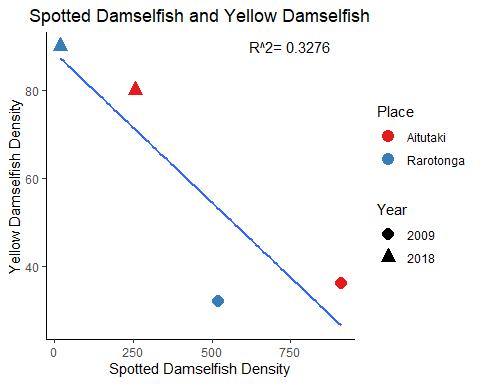 Spotted Damselfish and Yellow Damselfish
R^2= 0.3276
Yellow Damselfish Density
80
60
40
0
250
500
750
Spotted Damselfish Density
Place
Aitutaki
Rarotonga
Year
2009
2018